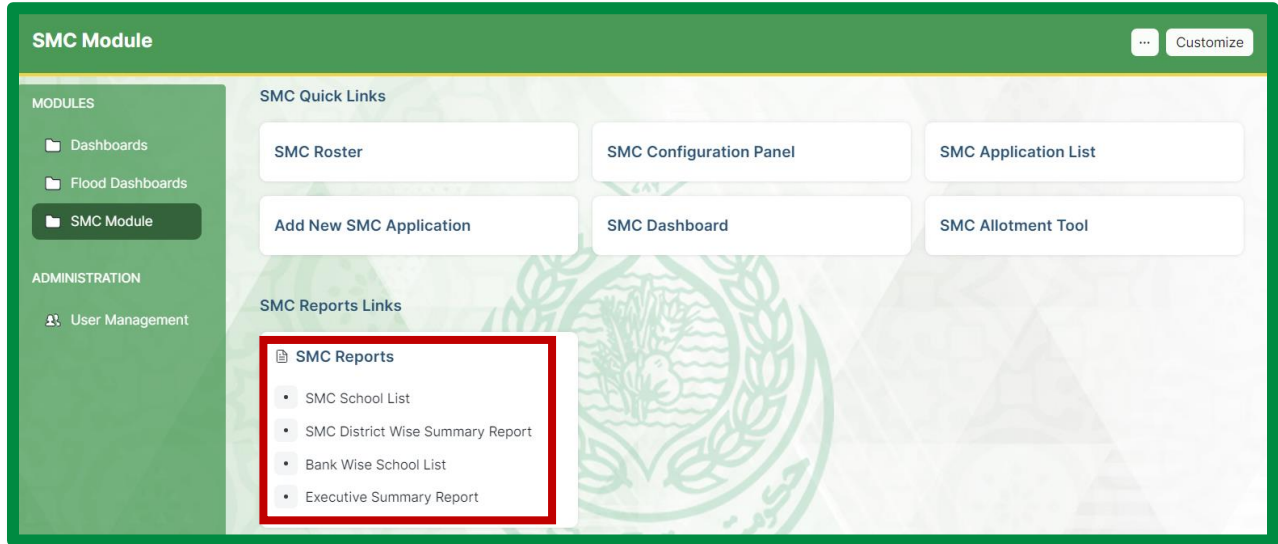 SMC Module
... Customize
MODULES
Dashboards
Flood Dashboards
SMC Module
ADMINISTRATION
User Management
SMC Quick Links
SMC Roster
SMC Configuration Panel
SMC Application List
Add New SMC Application
SMC Dashboard
SMC Allotment Tool
SMC Reports Links
SMC Reports
• SMC School List
• SMC District Wise Summary Report
• Bank Wise School List
• Executive Summary Report